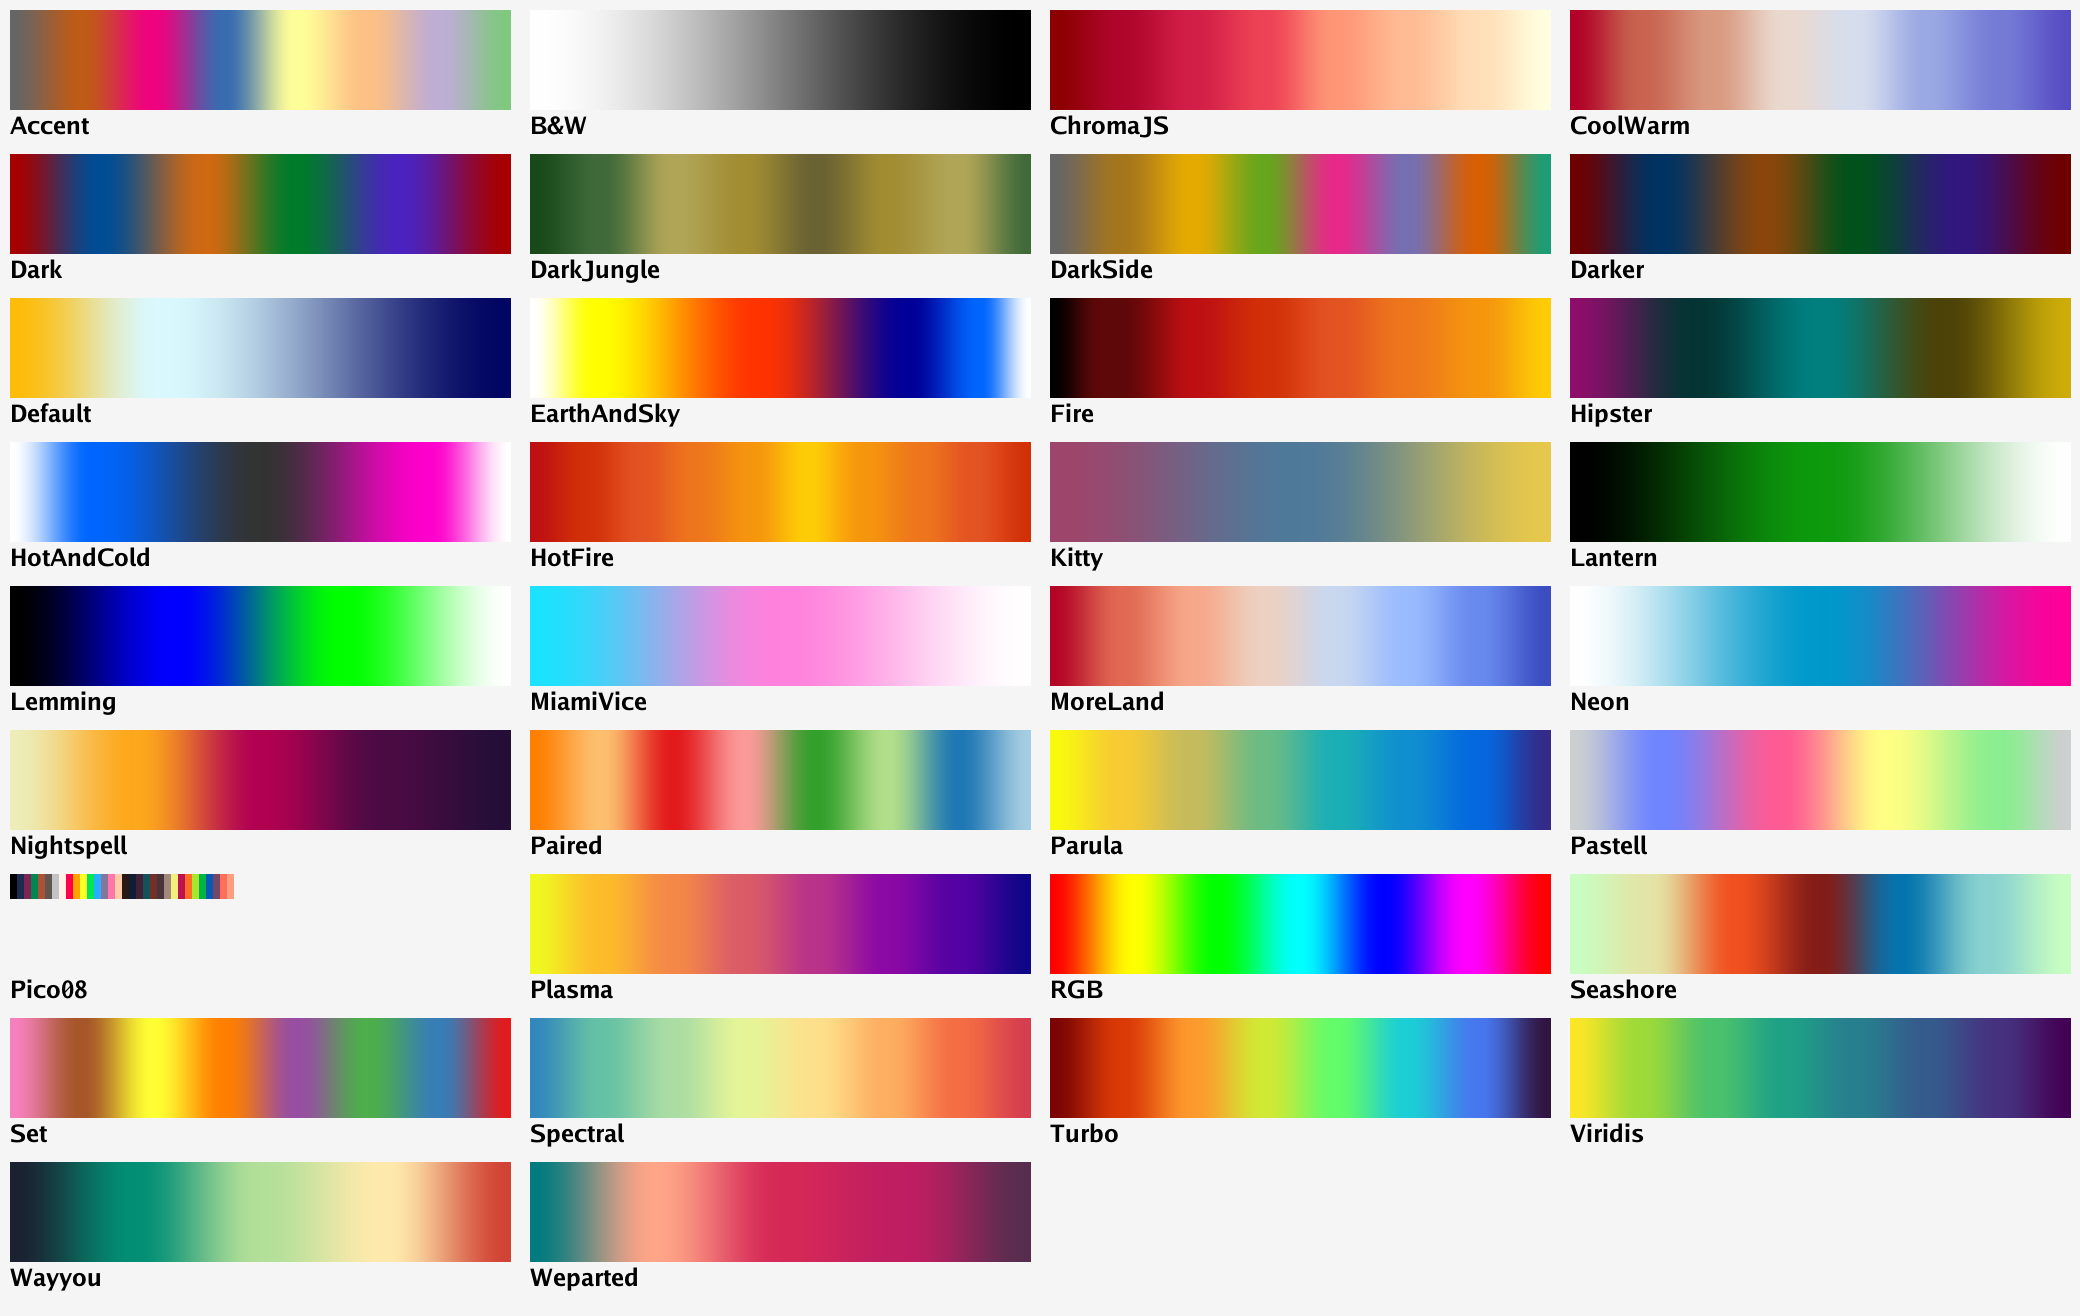 Accent
B&W
ChromaJS
CoolWarm
Dark
DarkJungle
DarkSide
Darker
Default
EarthAndSky
Fire
Hipster
HotAndCold
HotFire
Kitty
Lantern
Lemming
MiamiVice
MoreLand
Neon
Nightspell
Paired
Parula
Pastell
Pico08
Plasma
RGB
Seashore
Set
Spectral
Turbo
Viridis
Wayyou
Weparted